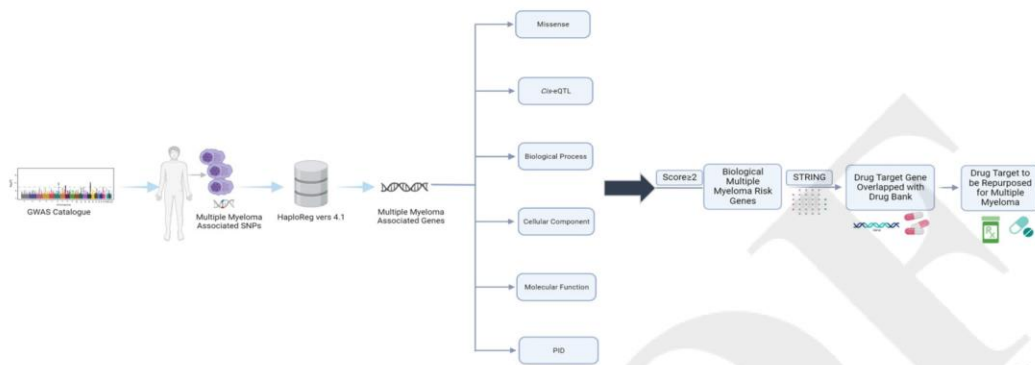 GWAS Catalogue
Multiple Myeloma
Associated SNPs
HaploReg vers 4.1
Multiple Myeloma
Associated Genes
Missense
Cis-eQTL
Biological Process
Cellular Component
Molecular Function
PID
Score≥2
Biological
Multiple
Myeloma Risk
Genes
STRING
Drug Target Gene
Overlapped with
Drug Bank
Drug Target to
be Repurposed
for Multiple
Myeloma